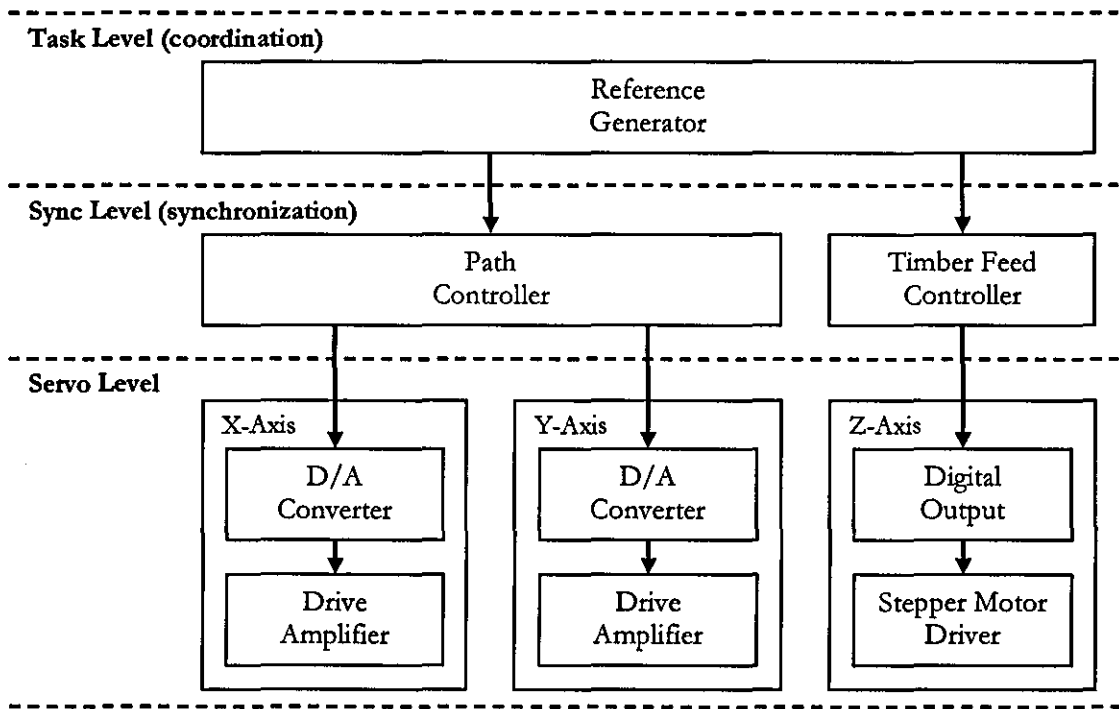 Task Level (coordination)
Reference
Generator
Sync Level (synchronization)
Path
Controller
Timber Feed
Controller
Servo Level
X-Axis
D/A
Converter
Drive
Amplifier
Y-Axis
D/A
Converter
Drive
Amplifier
Z-Axis
Digital
Output
Stepper Motor
Driver